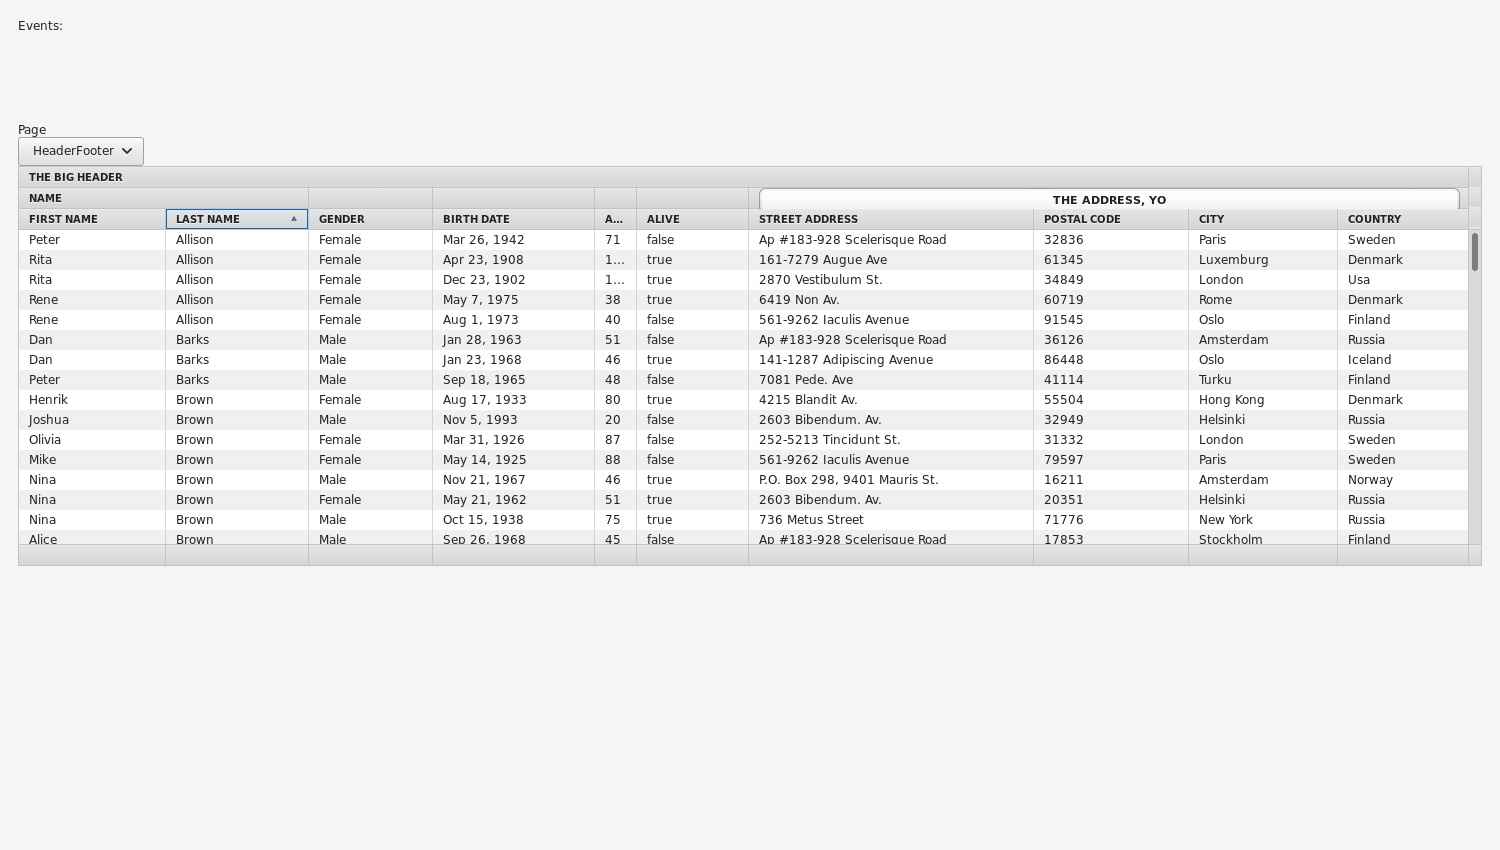 Events:
Page
HeaderFooter
THE BIG HEADER
NAME THE ADDRESS, YO
FIRST NAME LAST NAME GENDER BIRTH DATE A... ALIVE STREET ADDRESS POSTAL CODE CITY COUNTRY
Peter Allison Female Mar 26, 1942 71 false Ap #183-928 Scelerisque Road 32836 Paris Sweden
Rita Allison Female Apr 23, 1908 1... true 161-7279 Augue Ave 61345 Luxemburg Denmark
Rita Allison Female Dec 23, 1902 1... true 2870 Vestibulum St. 34849 London Usa
Rene Allison Female May 7, 1975 38 true 6419 Non Av. 60719 Rome Denmark
Rene Allison Female Aug 1, 1973 40 false 561-9262 Iaculis Avenue 91545 Oslo Finland
Dan Barks Male Jan 28, 1963 51 false Ap #183-928 Scelerisque Road 36126 Amsterdam Russia
Dan Barks Male Jan 23, 1968 46 true 141-1287 Adipiscing Avenue 86448 Oslo Iceland
Peter Barks Male Sep 18, 1965 48 false 7081 Pede. Ave 41114 Turku Finland
Henrik Brown Female Aug 17, 1933 80 true 4215 Blandit Av. 55504 Hong Kong Denmark
Joshua Brown Male Nov 5, 1993 20 false 2603 Bibendum. Av. 32949 Helsinki Russia
Olivia Brown Female Mar 31, 1926 87 false 252-5213 Tincidunt St. 31332 London Sweden
Mike Brown Female May 14, 1925 88 false 561-9262 Iaculis Avenue 79597 Paris Sweden
Nina Brown Male Nov 21, 1967 46 true P.O. Box 298, 9401 Mauris St. 16211 Amsterdam Norway
Nina Brown Female May 21, 1962 51 true 2603 Bibendum. Av. 20351 Helsinki Russia
Nina Brown Male Oct 15, 1938 75 true 736 Metus Street 71776 New York Russia
Alice Brown Male Sep 26, 1968 45 false Ap #183-928 Scelerisque Road 17853 Stockholm Finland